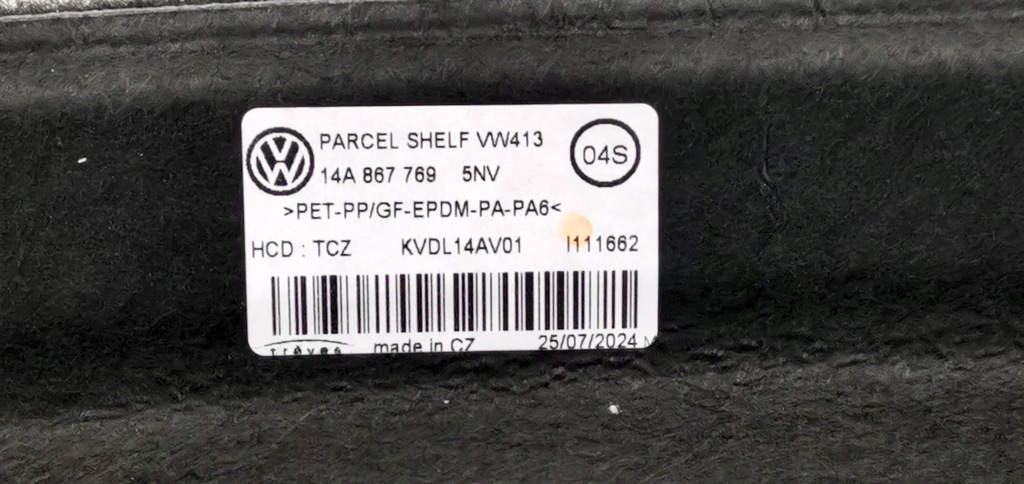 PARCEL SHELF VW413
04S
14A 867 769 5NV
>PET-PP/GF-EPDM-PA-PA6<
HCD : TCZ KVDL14AV01 I111662
treves made in CZ 25/07/2024